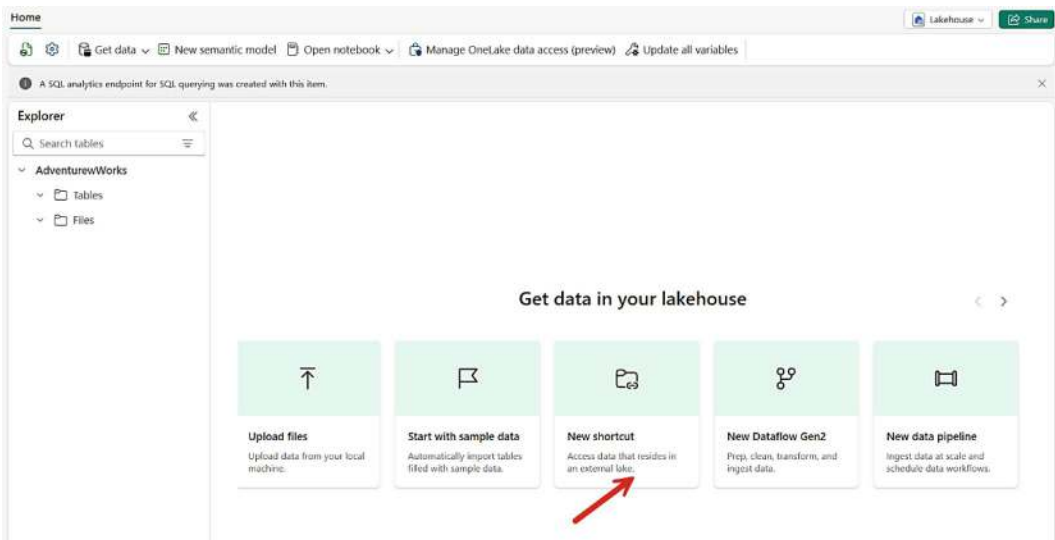 Home
Lakehouse
Share
Get data
New semantic model
Open notebook
Manage OneLake data access (preview)
Update all variables
A SQL analytics endpoint for SQL querying was created with this item.
Explorer
Search tables
AdventurewWorks
Tables
Files
Get data in your lakehouse
Upload files
Upload data from your local
machine.
Start with sample data
Automatically import tables
filled with sample data.
New shortcut
Access data that resides in
an external lake.
New Dataflow Gen2
Prep, clean, transform, and
ingest data.
New data pipeline
Ingest data at scale and
schedule data workflows.